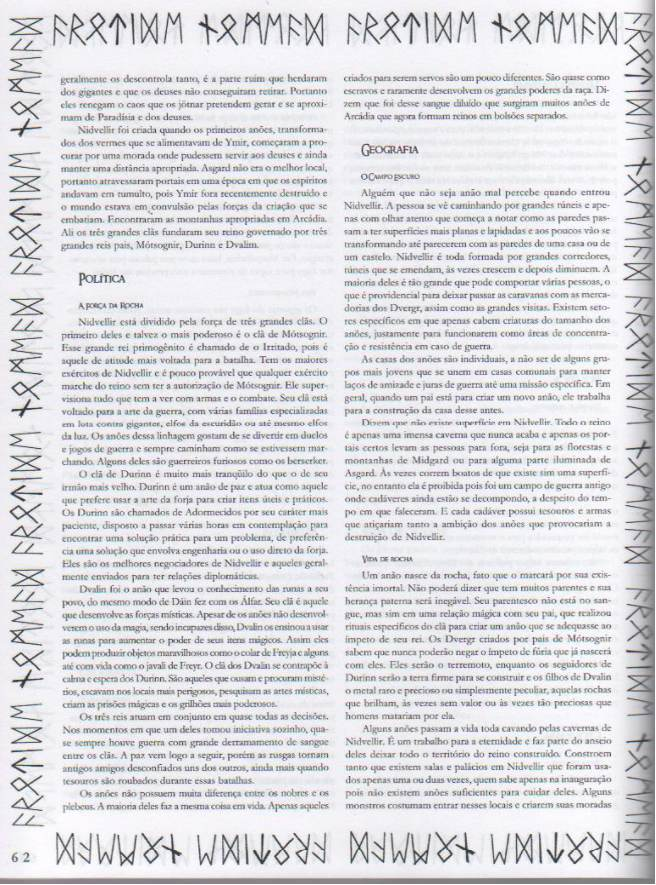 geralmente os descontrola tanto, é a parte ruim que herdaram
dos gigantes e que os deuses não conseguiram retirar. Portanto
eles renegam o caos que os jötnar pretendem gerar e se aproxi-
mam de Paradísia e dos deuses.
Nidvellir foi criada quando os primeiros anões, transforma-
dos dos vermes que se alimentavam de Ymir, começaram a pro-
curar por uma morada onde pudessem servir aos deuses e ainda
manter uma distância apropriada. Asgard não era o melhor local,
portanto atravessaram portais em uma época em que os espíritos
andavam em tumulto, pois Ymir fora recentemente destruído e
o mundo estava em convulsão pelas forças da criação que se
embatiam. Encontraram as montanhas apropriadas em Arcádia.
Ali os três grandes clãs fundaram seu reino governado por três
grandes reis pais, Mótsognir, Durinn e Dvalim.
POLÍTICA
A FORÇA DA ROCHA
Nidvellir está dividido pela força de três grandes clãs. O
primeiro deles e talvez o mais poderoso é o clã de Mótsognir.
Esse grande rei primogênito é chamado de o Irritado, pois é
aquele de atitude mais voltada para a batalha. Tem os maiores
exércitos de Nidvellir e é pouco provável que qualquer exército
marche do reino sem ter a autorização de Mótsognir. Ele super-
visiona tudo que tem a ver com armas e o combate. Seu clã está
voltado para a arte da guerra, com várias famílias especializadas
em luta contra gigantes, elfos da escuridão ou até mesmo elfos
da luz. Os anões dessa linhagem gostam de se divertir em duelos
e jogos de guerra e sempre caminham como se estivessem mar-
chando. Alguns deles são guerreiros furiosos como os berserker.
O clã de Durinn é muito mais tranqüilo do que o de seu
irmão mais velho. Durinn é um anão de paz e atua como aquele
que prefere usar a arte da forja para criar itens úteis e práticos.
Os Durinn são chamados de Adormecidos por seu caráter mais
paciente, disposto a passar várias horas em contemplação para
encontrar uma solução prática para um problema, de preferên-
cia uma solução que envolva engenharia ou o uso direto da forja.
Eles são os melhores negociadores de Nidvellir e aqueles geral-
mente enviados para ter relações diplomáticas.
Dvalin foi o anão que levou o conhecimento das runas a seu
povo, do mesmo modo de Dáin fez com os Álfar. Seu clã é aquele
que desenvolve as forças místicas. Apesar de os anões não desenvol-
verem o uso da magia, sendo incapazes disso, Dvalin os ensinou a usar
as runas para aumentar o poder de seus itens mágicos. Assim eles
podem produzir objetos maravilhosos como o colar de Freyja e alguns
até com vida como o javali de Freyr. O clã dos Dvalin se contrapõe à
calma e espera dos Durinn. São aqueles que ousam e procuram misté-
rios, escavam nos locais mais perigosos, pesquisam as artes místicas,
criam as prisões mágicas e os grilhões mais poderosos.
Os três reis atuam em conjunto em quase todas as decisões.
Nos momentos em que um deles tomou iniciativa sozinho, qua-
se sempre houve guerra com grande derramamento de sangue
entre os clãs. A paz vem logo a seguir, porém as rusgas tornam
antigos amigos desconfiados uns dos outros, ainda mais quando
tesouros são roubados durante essas batalhas.
Os anões não possuem muita diferença entre os nobres e os
plebeus. A maioria deles faz a mesma coisa em vida. Apenas aqueles
criados para serem servos são um pouco diferentes. São quase como
escravos e raramente desenvolvem os grandes poderes da raça. Di-
zem que foi desse sangue diluído que surgiram muitos anões de
Arcádia que agora formam reinos em bolsões separados.
GEOGRAFIA
O CAMPO ESCURO
Alguém que não seja anão mal percebe quando entrou
Nidvellir. A pessoa se vê caminhando por grandes túneis e ape-
nas com olhar atento que começa a notar como as paredes pas-
sam a ter superfícies mais planas e lapidadas e aos poucos vão se
transformando até parecerem com as paredes de uma casa ou de
um castelo. Nidvellir é toda formada por grandes corredores,
túneis que se emendam, às vezes crescem e depois diminuem. A
maioria deles é tão grande que pode comportar várias pessoas, o
que é providencial para deixar passar as caravanas com as merca-
dorias dos Dvergr, assim como as grandes visitas. Existem seto-
res específicos em que apenas cabem criaturas do tamanho dos
anões, justamente para funcionarem como áreas de concentra-
ção e resistência em caso de guerra.
As casas dos anões são individuais, a não ser de alguns gru-
pos mais jovens que se unem em casas comunais para manter
laços de amizade e juras de guerra até uma missão específica. Em
geral, quando um pai está para criar um novo anão, ele trabalha
para a construção da casa desse antes.
Dizem que não existe superfície em Nidvellir. Todo o reino
é apenas uma imensa caverna que nunca acaba e apenas os por-
tais certos levam as pessoas para fora, seja para as florestas e
montanhas de Midgard ou para alguma parte iluminada de
Asgard. Às vezes correm boatos de que existe sim uma superfí-
cie, no entanto ela é proibida pois foi um campo de guerra antigo
onde cadáveres ainda estão se decompondo, a despeito do tem-
po em que faleceram. E cada cadáver possui tesouros e armas
que atiçariam tanto a ambição dos anões que provocariam a
destruição de Nidvellir.
VIDA DE ROCHA
Um anão nasce da rocha, fato que o marcará por sua exis-
tência imortal. Não poderá dizer que tem muitos parentes e sua
herança paterna será inegável. Seu parentesco não está no san-
gue, mas sim em uma relação mágica com seu pai, que realizou
rituais específicos do clã para criar um anão que se adequasse ao
ímpeto de seu rei. Os Dvergr criados por pais de Mótsognir
sabem que nunca poderão negar o ímpeto de fúria que já nascerá
com eles. Eles serão o terremoto, enquanto os seguidores de
Durinn serão a terra firme para se construir e os filhos de Dvalin
o metal raro e precioso ou simplesmente peculiar, aquelas rochas
que brilham, às vezes sem valor ou às vezes tão preciosas que
homens matariam por ela.
Alguns anões passam a vida toda cavando pelas cavernas de
Nidvellir. É um trabalho para a eternidade e faz parte do anseio
deles deixar todo o território do reino construído. Constroem
tanto que existem salas e palácios em Nidvellir que foram usa-
dos apenas uma ou duas vezes, quem sabe apenas na inauguração
pois não existem anões suficientes para cuidar deles. Alguns
monstros costumam entrar nesses locais e criarem suas moradas
62